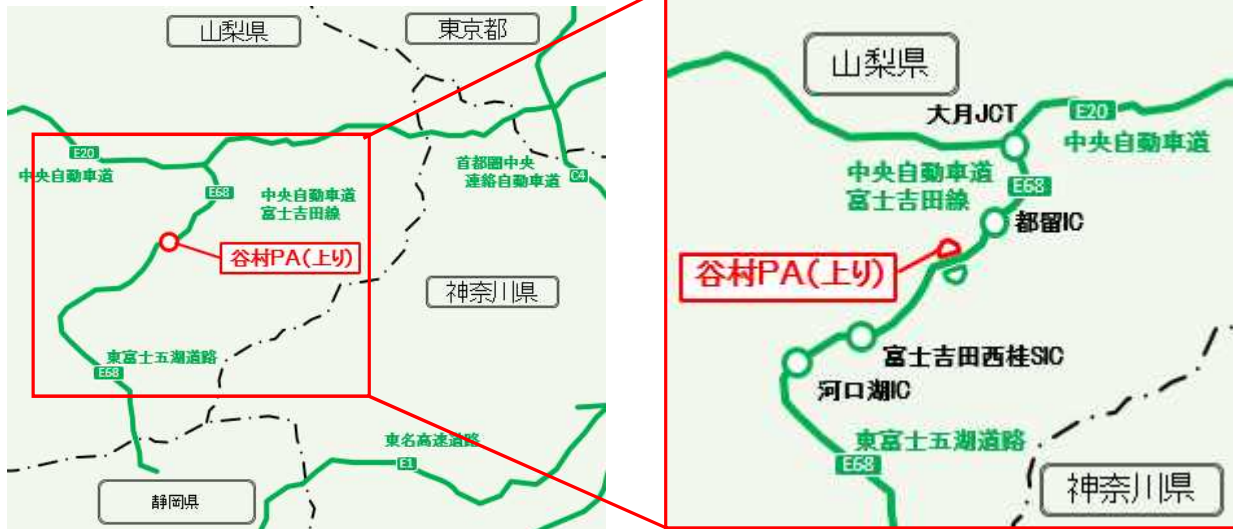 山梨県
東京都
E20
中央自動車道
E68
中央自動車道
富士吉田線
首都圏中央
連絡自動車道
C4
谷村PA(上り)
神奈川県
東富士五湖道路
E68
東名高速道路
E1
静岡県
山梨県
大月JCT
E20
中央自動車道
中央自動車道
富士吉田線
E68
都留IC
谷村PA(上り)
富士吉田西桂SIC
河口湖IC
東富士五湖道路
E68
神奈川県